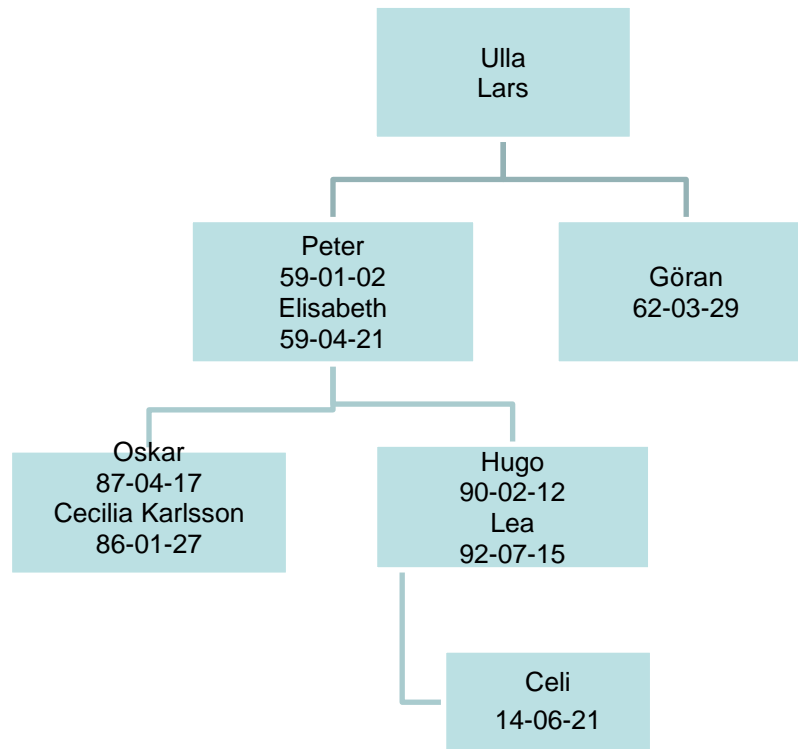 Ulla
Lars
Peter
59-01-02
Elisabeth
59-04-21
Göran
62-03-29
Oskar
87-04-17
Cecilia Karlsson
86-01-27
Hugo
90-02-12
Lea
92-07-15
Celi
14-06-21